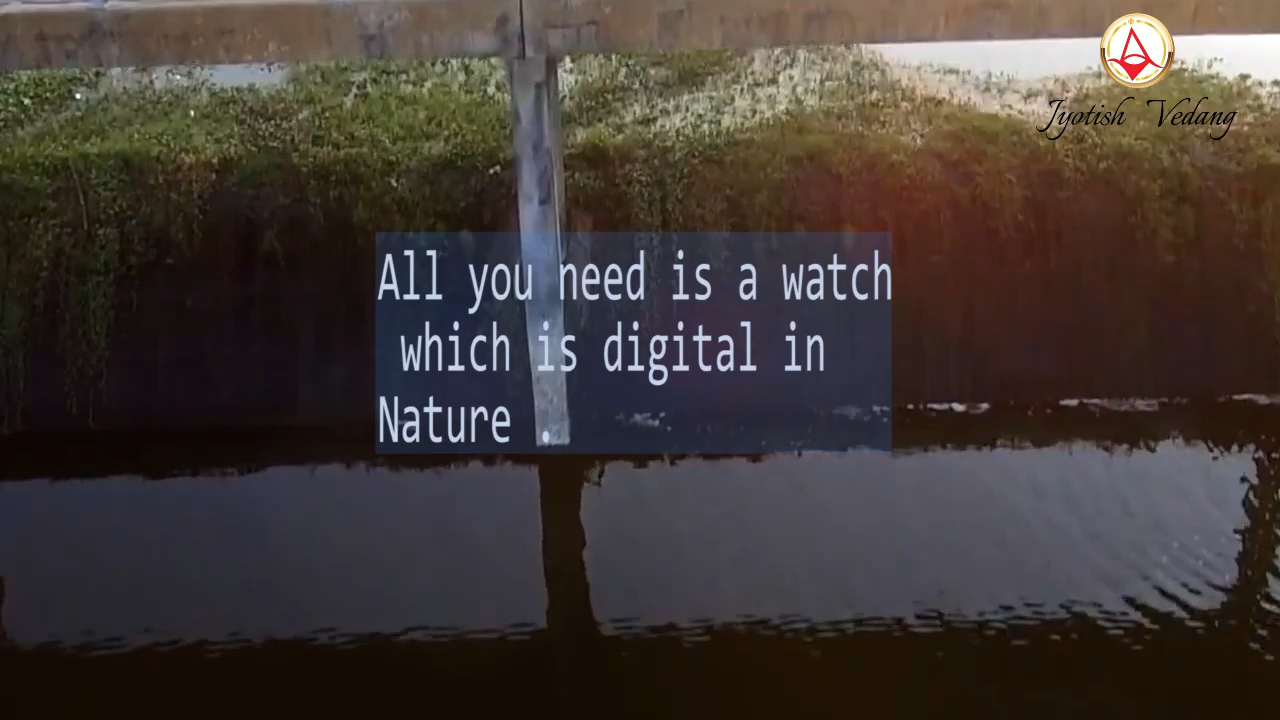 Jyotish Vedang
All you need is a watch
which is digital in
Nature .